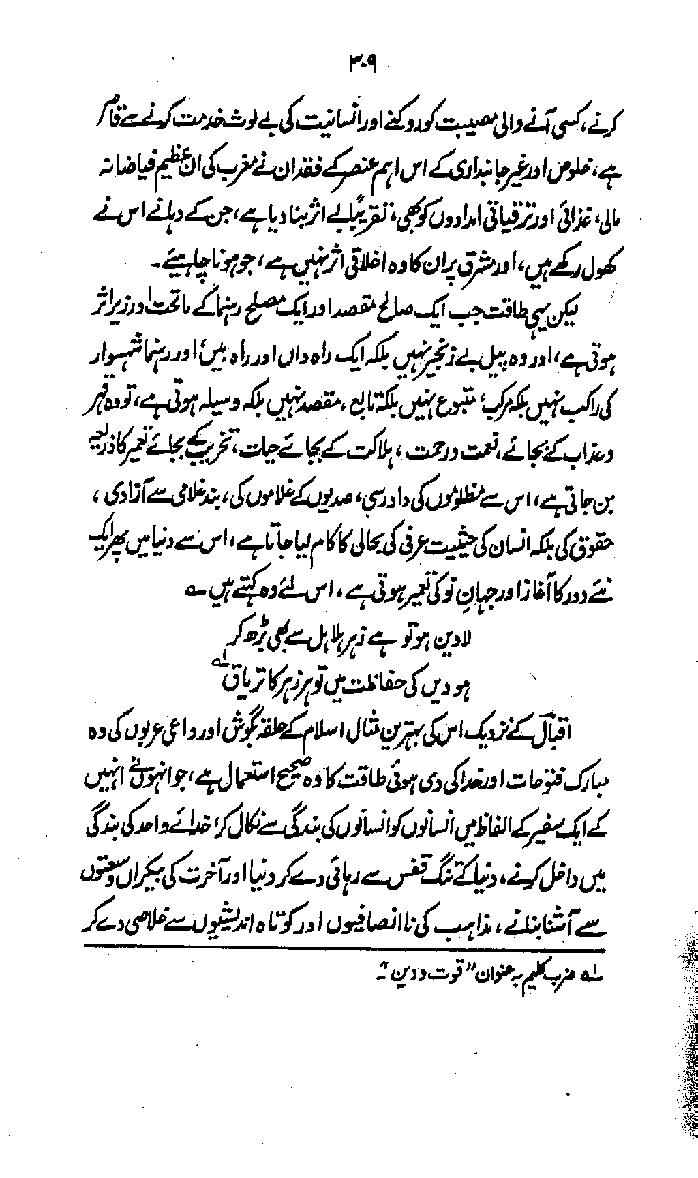 ۳۰۹
کرنے، کسی آنے والی مصیبت کو روکنے اور انسانیت کی بے لوث خدمت کرنے سے قاصر
ہے، خلوص اور غیر جانبداری کے اس اہم عنصر کے فقدان نے مغرب کی ان عظیم فیاضانہ
مالی، غذائی اور ترقیاتی امدادوں کو بھی، تقریباً بے اثر بنا دیا ہے، جن کے دہانے اس نے
کھول رکھے ہیں، اور مشرق پر ان کا وہ اخلاقی اثر نہیں ہے، جو ہونا چاہیئے۔
لیکن یہی طاقت جب ایک صالح مقصد اور ایک مصلح رہنما کے ماتحت اور زیر اثر
ہوتی ہے، اور وہ پیل بے زنجیر نہیں بلکہ ایک راہ داں اور راہ بیں، اور رہنما شہسوار
کی راکب نہیں بلکہ مرکب، متبوع نہیں بلکہ تابع، مقصد نہیں بلکہ وسیلہ ہوتی ہے، تو وہ قہر
و عذاب کے بجائے، نعمت و رحمت، ہلاکت کے بجائے حیات، تخریب کے بجائے تعمیر کا ذریعہ
بن جاتی ہے، اس سے مظلوموں کی داد رسی، صدیوں کے غلاموں کی، بند غلامی سے آزادی،
حقوق کی بلکہ انسان کی حیثیت عرفی کی بحالی کا کام لیا جاتا ہے، اس سے دنیا میں پھر ایک
نئے دور کا آغاز اور جہانِ نو کی تعمیر ہوتی ہے، اس لئے وہ کہتے ہیں۔ ؎
لا دین ہو تو ہے زہر ہلاہل سے بھی بڑھ کر
ہو دیں کی حفاظت میں تو ہر زہر کا تریاق ؂۱
اقبالؔ کے نزدیک اس کی بہترین مثال اسلام کے حلقہ بگوش اور داعی عربوں کی وہ
مبارک فتوحات اور خدا کی دی ہوئی طاقت کا وہ صحیح استعمال ہے، جو انہوں نے انہیں
کے ایک سفیر کے الفاظ میں انسانوں کو انسانوں کی بندگی سے نکال کر، خدائے واحد کی بندگی
میں داخل کرنے، دنیا کے تنگ قفس سے رہائی دے کر دنیا اور آخرت کی بیکراں وسعتوں
سے آشنا بنانے، مذاہب کی نا انصافیوں اور کوتاہ اندیشیوں سے خلاصی دے کر
؂۱ ضرب کلیم بہ عنوان "قوت و دین"۔